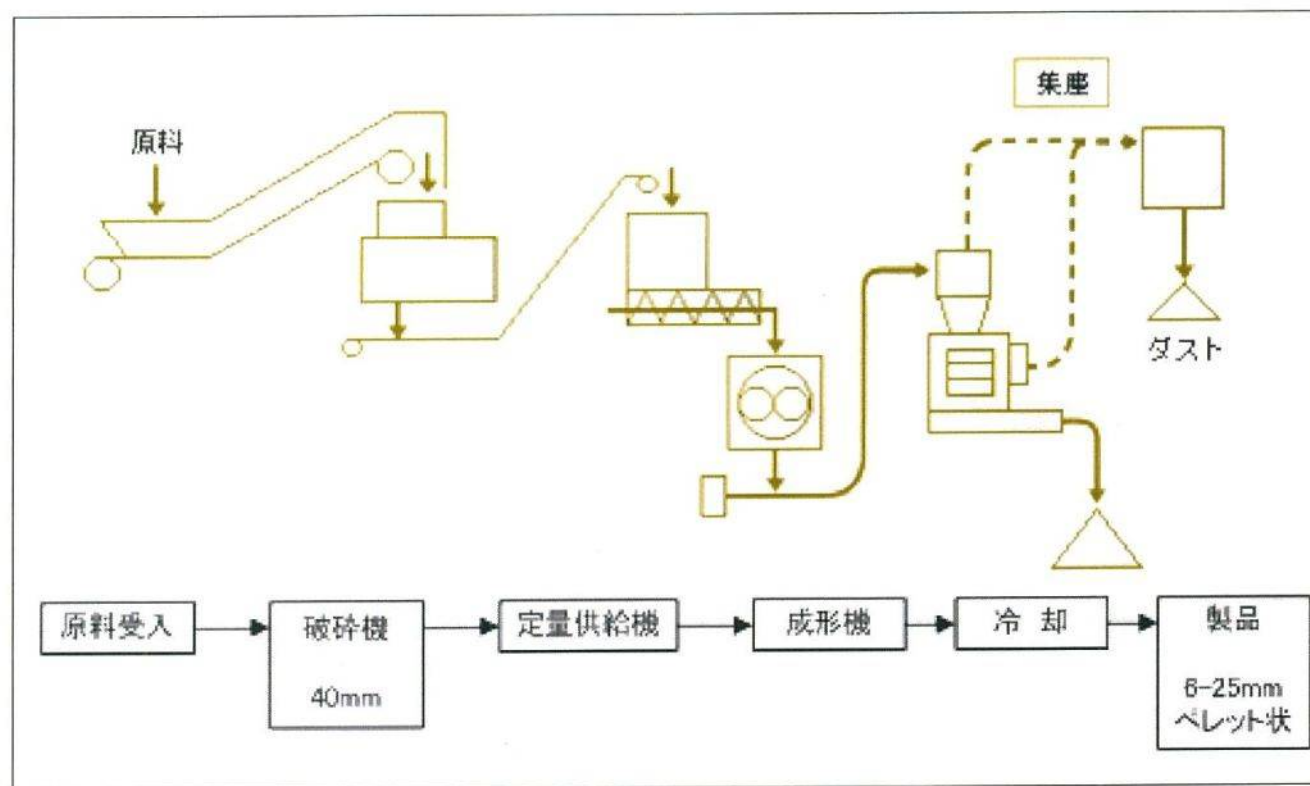 集塵
原料
ダスト
原料受入
破砕機
40mm
定量供給機
成形機
冷 却
製品
6-25mm
ペレット状